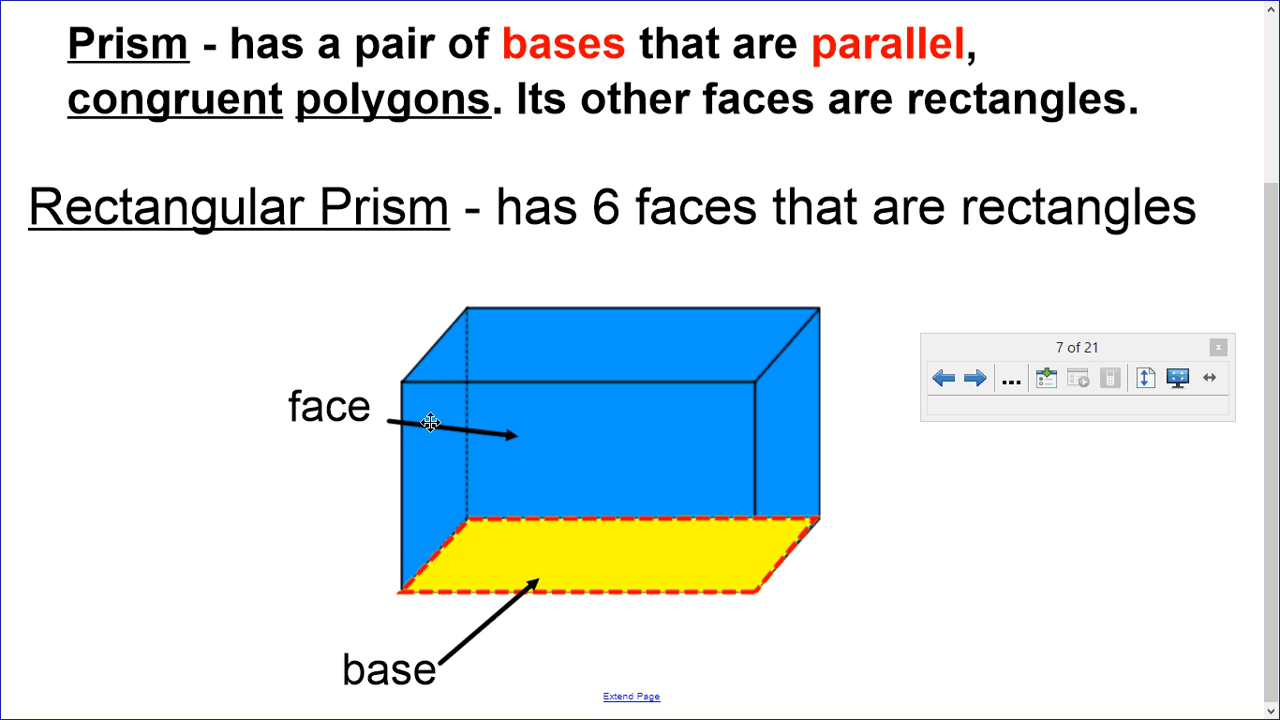 Prism - has a pair of bases that are parallel,
congruent polygons. Its other faces are rectangles.
Rectangular Prism - has 6 faces that are rectangles
7 of 21
x
face
base
Extend Page